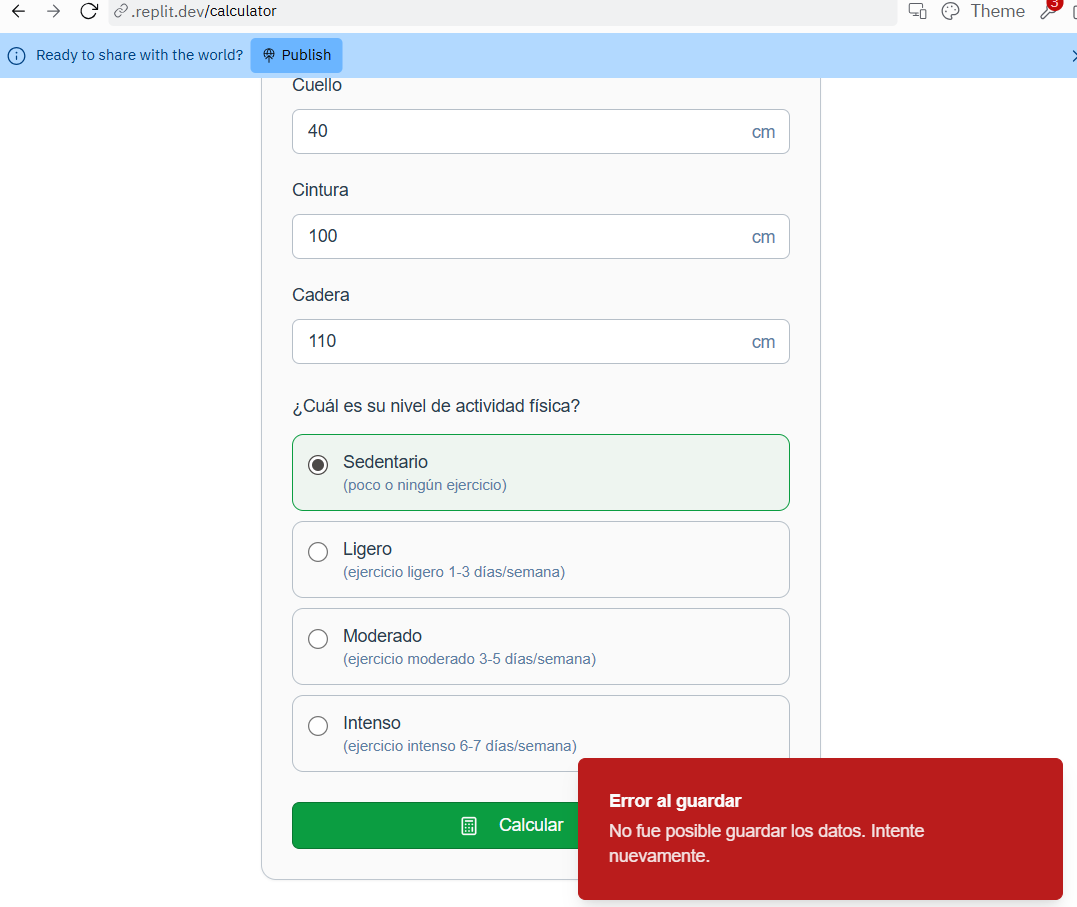 .replit.dev/calculator
Theme
3
Ready to share with the world?
Publish
Cuello
40 cm
Cintura
100 cm
Cadera
110 cm
¿Cuál es su nivel de actividad física?
Sedentario
(poco o ningún ejercicio)
Ligero
(ejercicio ligero 1-3 días/semana)
Moderado
(ejercicio moderado 3-5 días/semana)
Intenso
(ejercicio intenso 6-7 días/semana)
Calcular
Error al guardar
No fue posible guardar los datos. Intente
nuevamente.